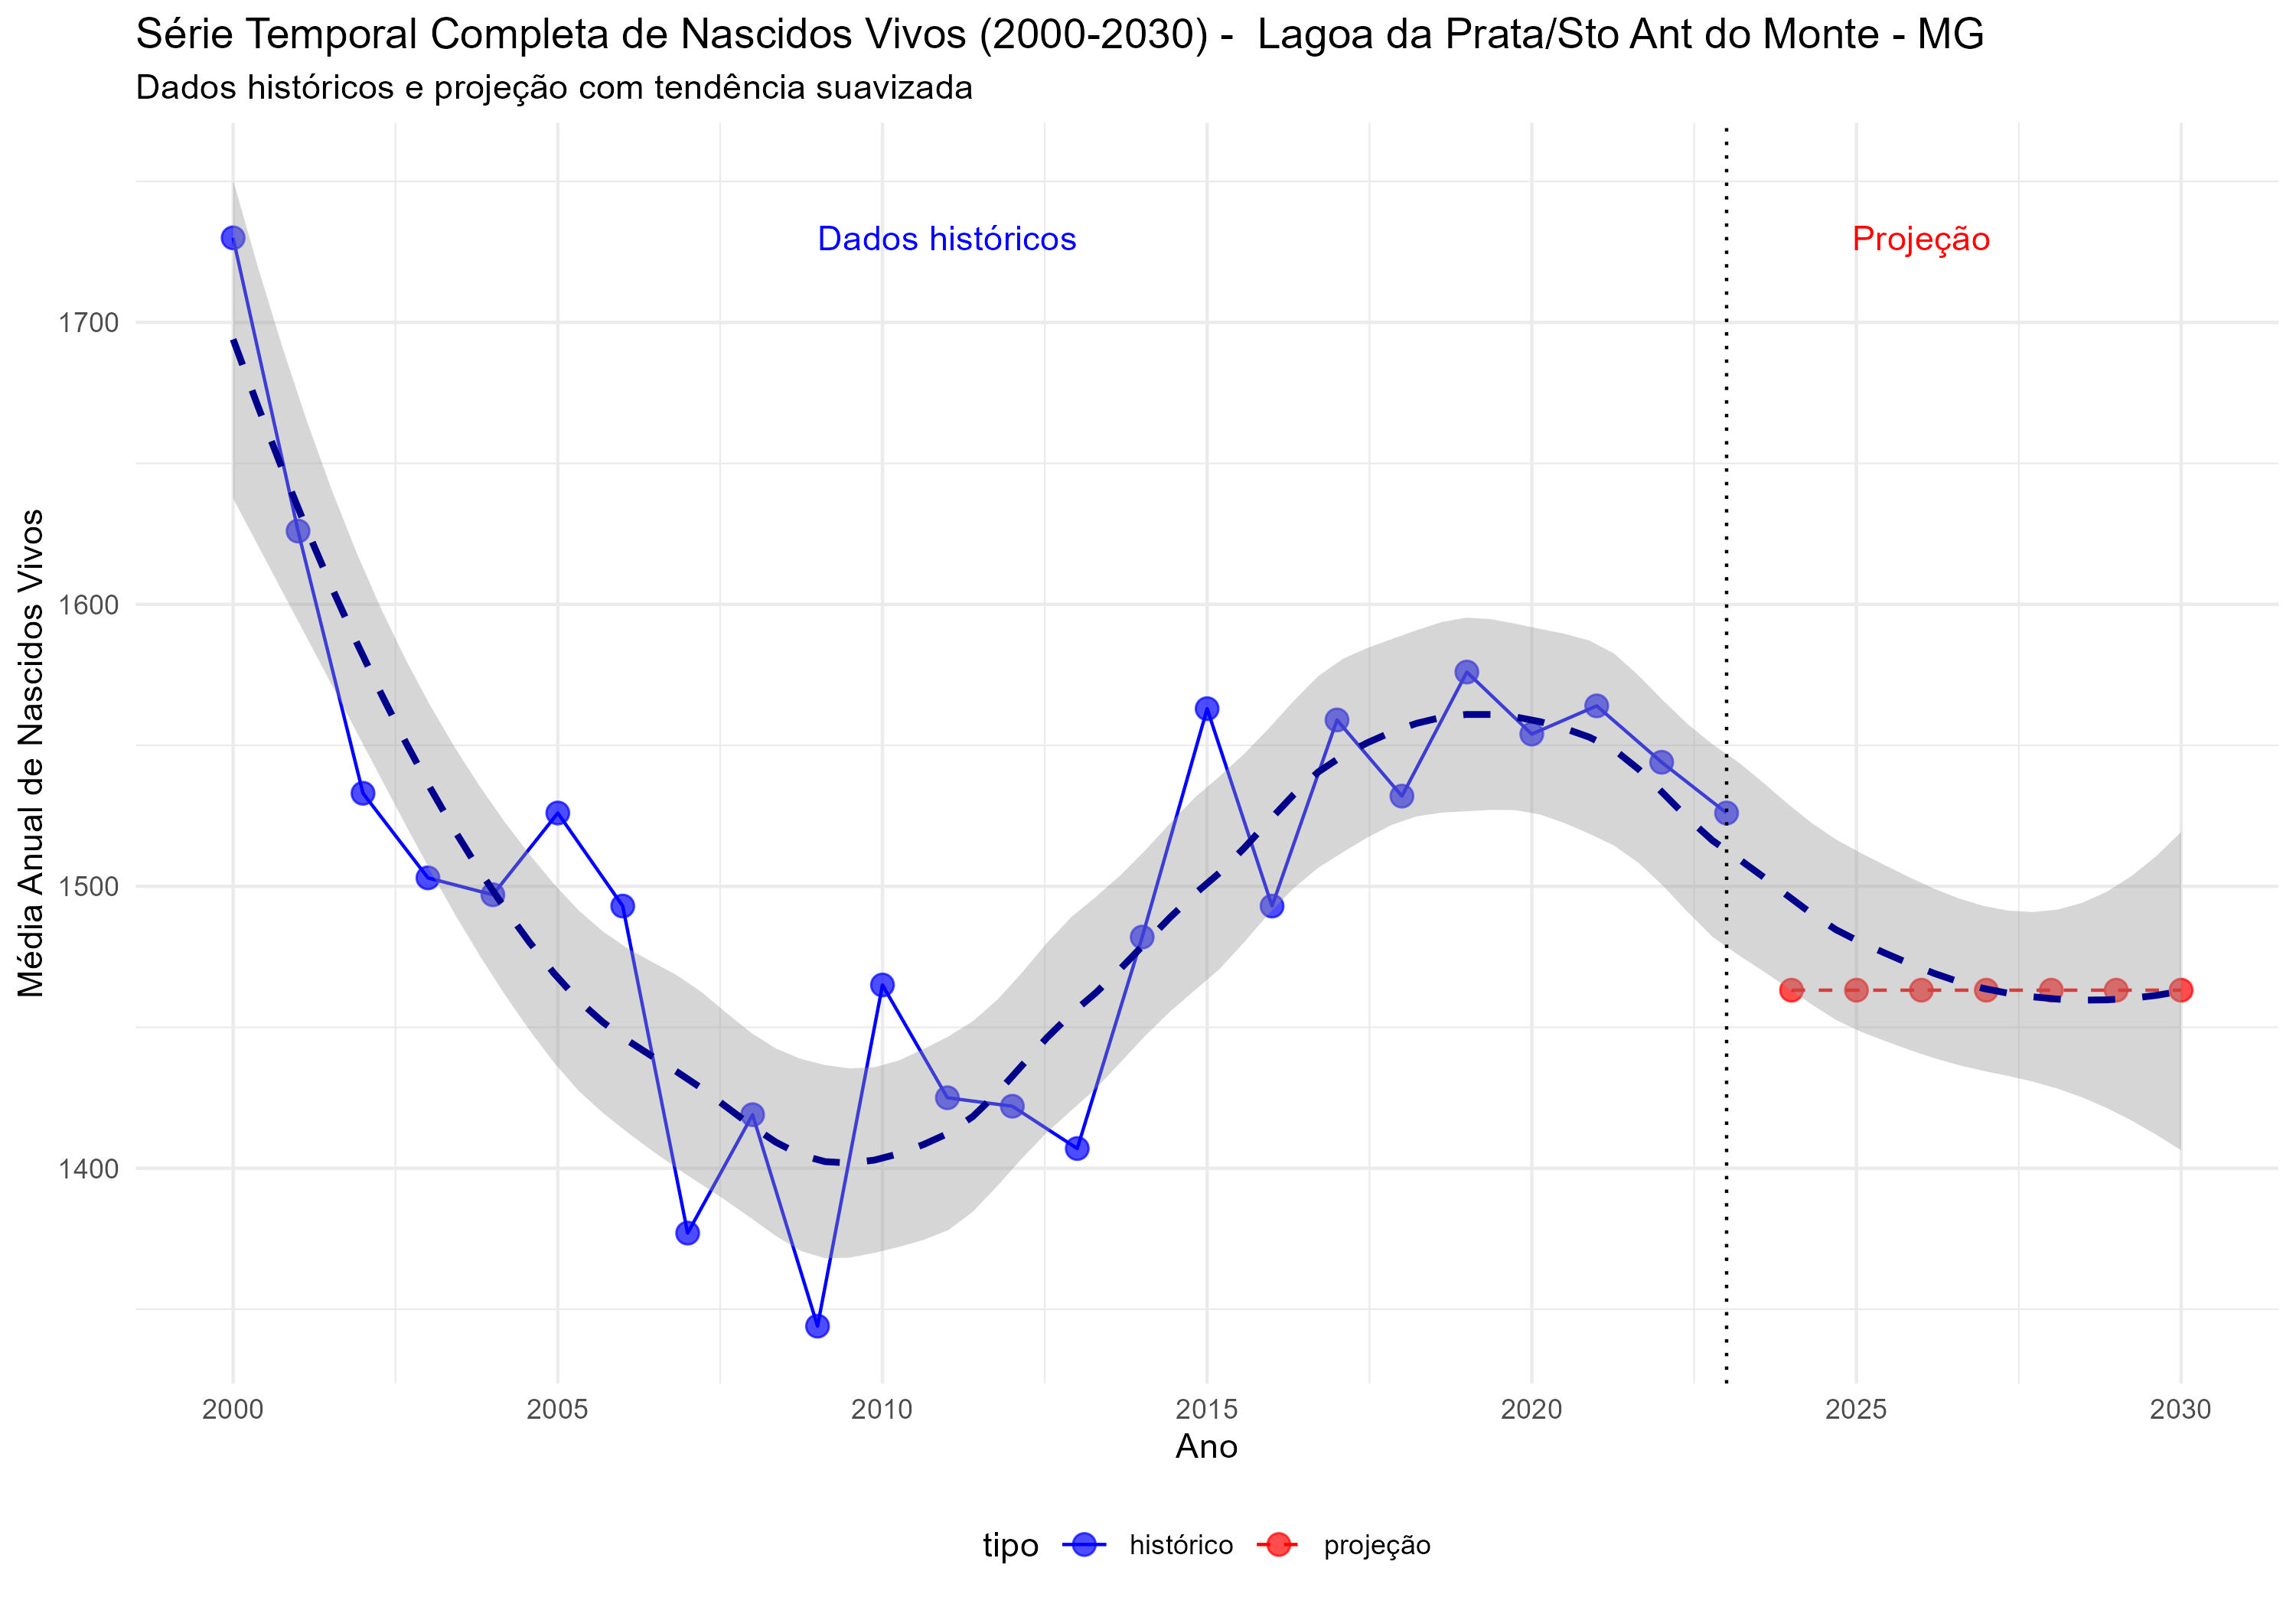 Série Temporal Completa de Nascidos Vivos (2000-2030) -  Lagoa da Prata/Sto Ant do Monte - MG
Dados históricos e projeção com tendência suavizada
Dados históricos
Projeção
Média Anual de Nascidos Vivos
1700
1600
1500
1400
2000 2005 2010 2015 2020 2025 2030
Ano
tipo histórico projeção